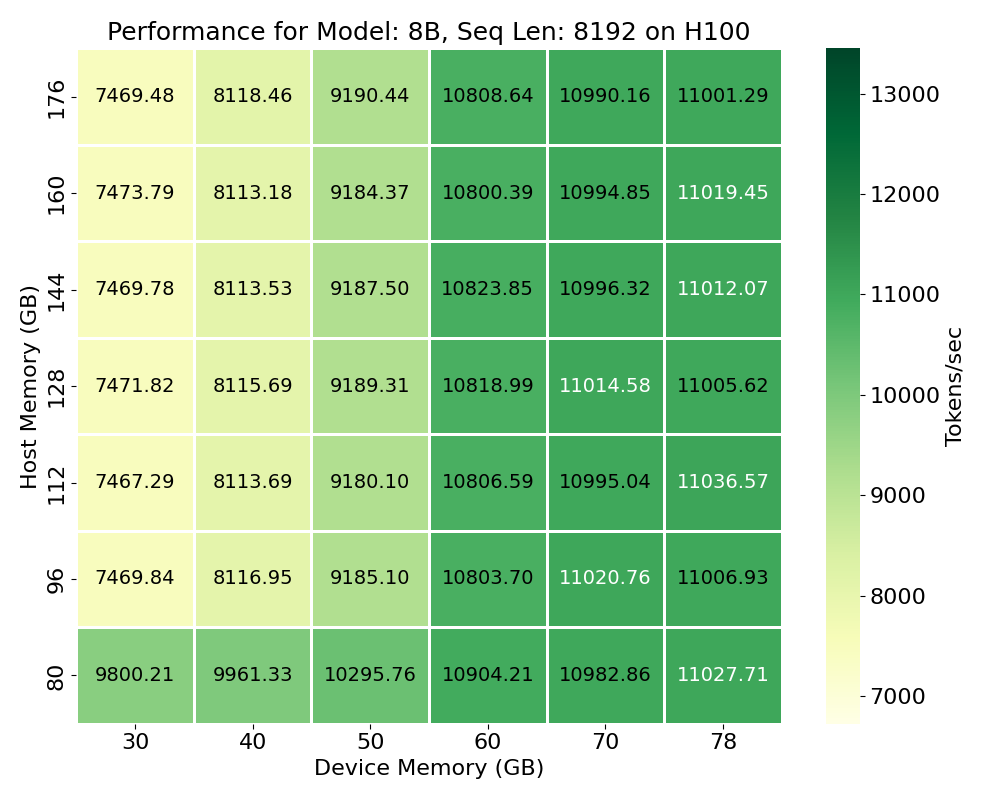 Performance for Model: 8B, Seq Len: 8192 on H100
176 7469.48 8118.46 9190.44 10808.64 10990.16 11001.29
160 7473.79 8113.18 9184.37 10800.39 10994.85 11019.45
144 7469.78 8113.53 9187.50 10823.85 10996.32 11012.07
128 7471.82 8115.69 9189.31 10818.99 11014.58 11005.62
112 7467.29 8113.69 9180.10 10806.59 10995.04 11036.57
96 7469.84 8116.95 9185.10 10803.70 11020.76 11006.93
80 9800.21 9961.33 10295.76 10904.21 10982.86 11027.71
30 40 50 60 70 78
Device Memory (GB)
Host Memory (GB)
13000
12000
11000
10000
9000
8000
7000
Tokens/sec